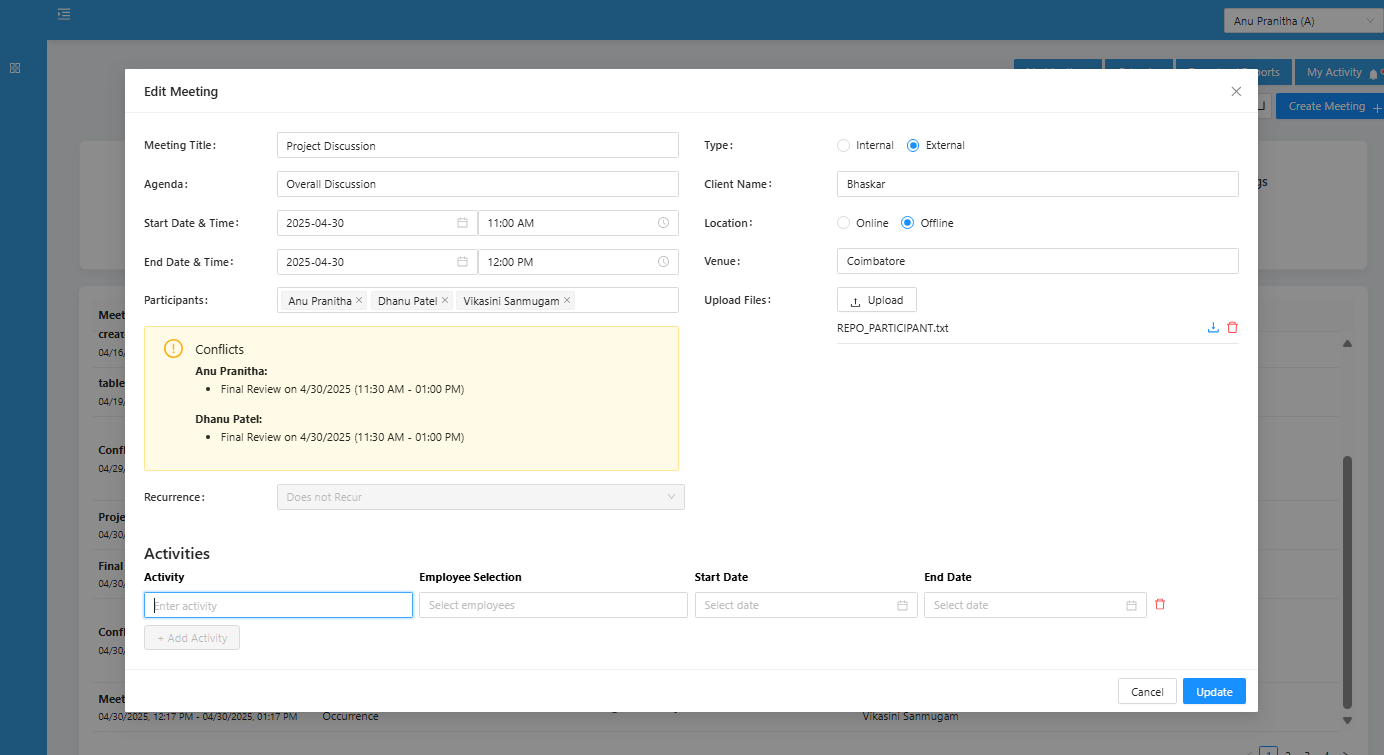 Anu Pranitha (A)
My Activity
Create Meeting +
Edit Meeting
Meeting Title:
Project Discussion
Type:
Internal
External
Agenda:
Overall Discussion
Client Name:
Bhaskar
Start Date & Time:
2025-04-30
11:00 AM
Location:
Online
Offline
End Date & Time:
2025-04-30
12:00 PM
Venue:
Coimbatore
Participants:
Anu Pranitha ×
Dhanu Patel ×
Vikasini Sanmugam ×
Upload Files:
Upload
REPO_PARTICIPANT.txt
Conflicts
Anu Pranitha:
• Final Review on 4/30/2025 (11:30 AM - 01:00 PM)
Dhanu Patel:
• Final Review on 4/30/2025 (11:30 AM - 01:00 PM)
Recurrence:
Does not Recur
Activities
Activity
Employee Selection
Start Date
End Date
Enter activity
Select employees
Select date
Select date
+ Add Activity
Cancel
Update
Meet
creat
04/16/
table
04/19,
Confl
04/29/
Proje
04/30/
Final
04/30/
Confl
04/30/
Meet
04/30/2025, 12:17 PM - 04/30/2025, 01:17 PM
Occurrence
Vikasini Sanmugam